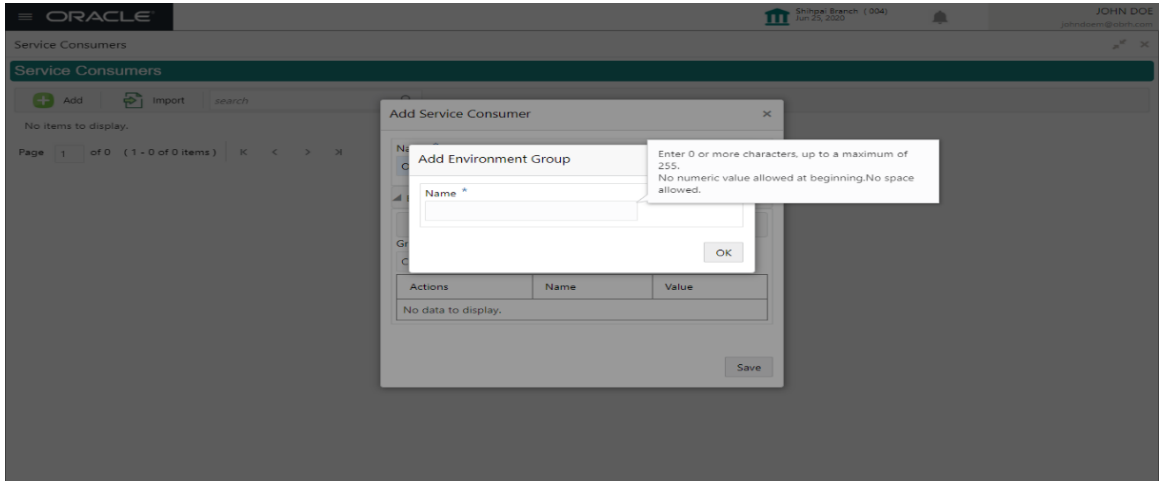 ORACLE
Shihpai Branch ( 004)
Jun 25, 2020
JOHN DOE
Service Consumers
Service Consumers
Add
Import
search
No items to display.
Page 1 of 0 ( 1 - 0 of 0 items )
Add Service Consumer
Na
Add Environment Group
Name *
Enter 0 or more characters, up to a maximum of
255.
No numeric value allowed at beginning.No space
allowed.
Gr
OK
Actions Name Value
No data to display.
Save